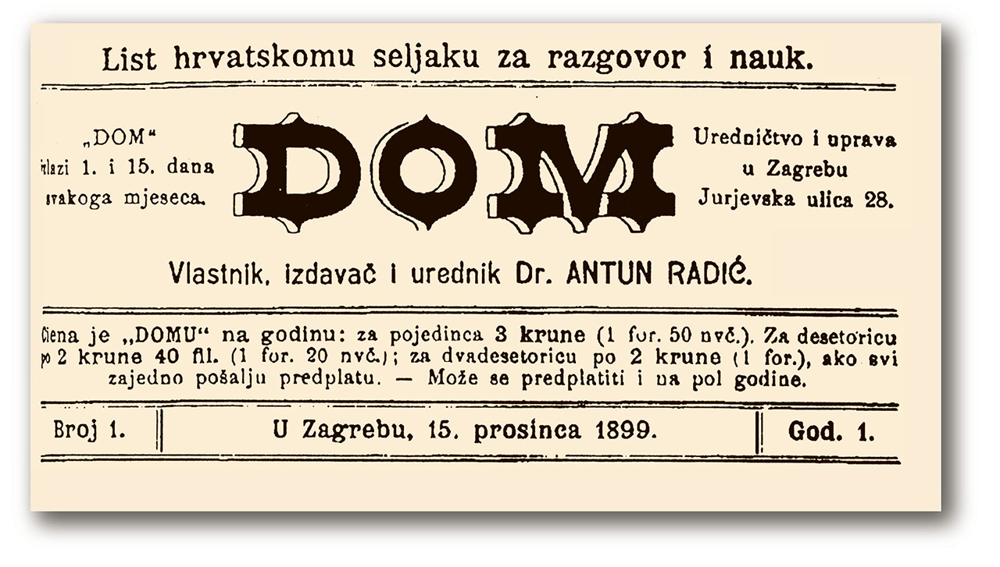 List hrvatskomu seljaku za razgovor i nauk.
„DOM“
izlazi 1. i 15. dana
svakoga mjeseca.
DOM
Uredničtvo i uprava
u Zagrebu
Jurjevska ulica 28.
Vlastnik, izdavač i urednik Dr. ANTUN RADIĆ.
Ciena je „DOMU“ na godinu: za pojedinca 3 krune (1 for. 50 nvč.). Za desetoricu
po 2 krune 40 fil. (1 for. 20 nvč.); za dvadesetoricu po 2 krune (1 for.), ako svi
zajedno pošalju predplatu. — Može se predplatiti i na pol godine.
Broj 1.
U Zagrebu, 15. prosinca 1899.
God. 1.